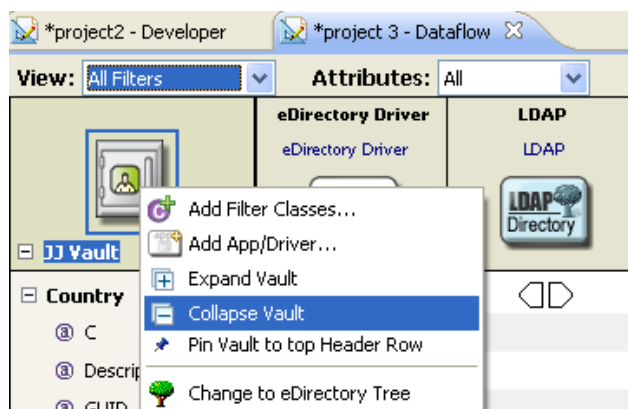 *project2 - Developer
*project 3 - Dataflow
View: All Filters Attributes: All
eDirectory Driver LDAP
eDirectory Driver LDAP
LDAP
Directory
JJ Vault
Add Filter Classes...
Add App/Driver...
Expand Vault
Collapse Vault
Pin Vault to top Header Row
Change to eDirectory Tree
Country
C
Descrip
GUID